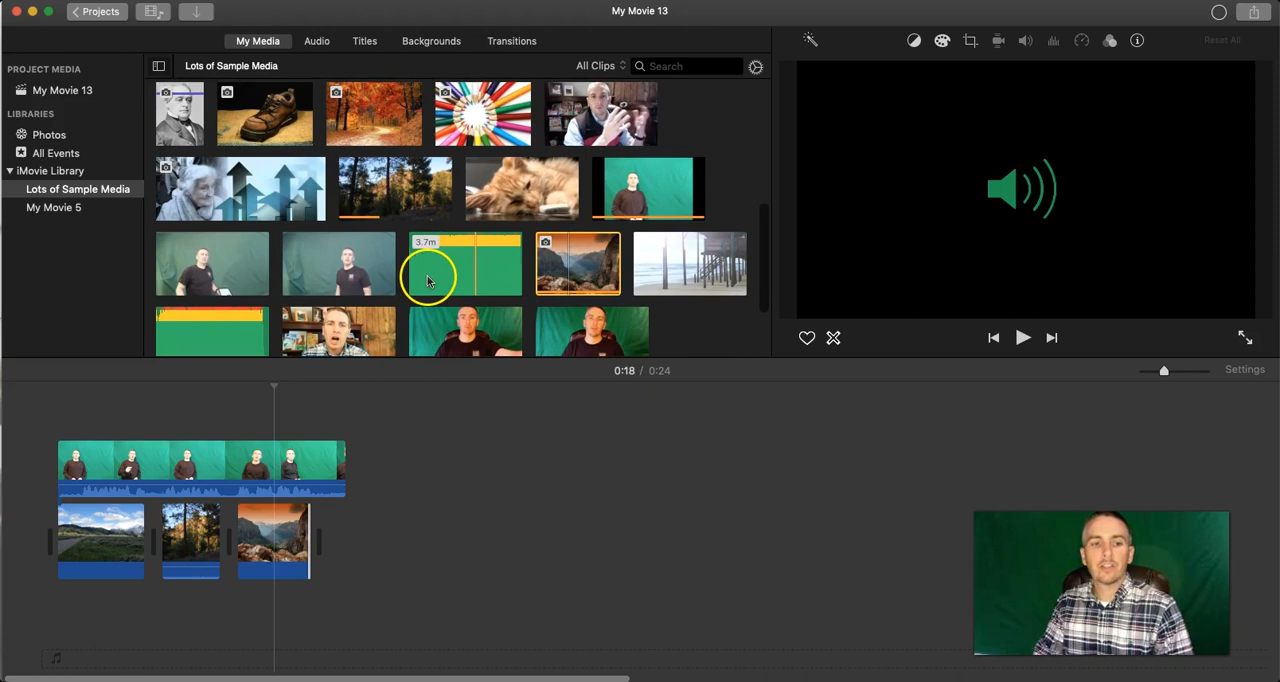 Projects
My Movie 13
My Media
Audio
Titles
Backgrounds
Transitions
Reset All
PROJECT MEDIA
My Movie 13
LIBRARIES
Photos
All Events
iMovie Library
Lots of Sample Media
My Movie 5
Lots of Sample Media
All Clips
Search
3.7m
0:18 / 0:24
Settings